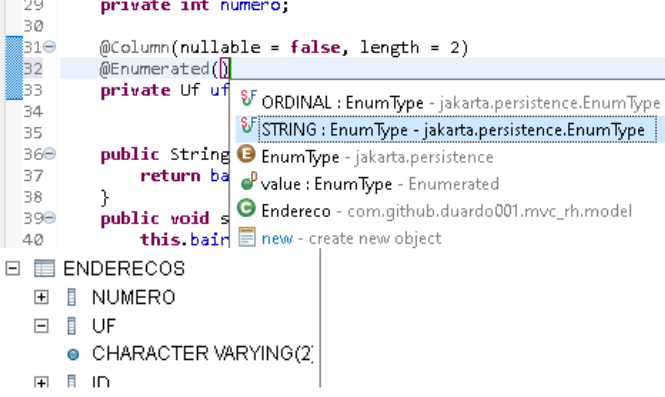 29 private int numero;
30
31 @Column(nullable = false, length = 2)
32 @Enumerated()
33 private Uf uf
34
35
36 public String
37 return ba
38 }
39 public void s
40 this.bair
ORDINAL : EnumType - jakarta.persistence.EnumType
STRING : EnumType - jakarta.persistence.EnumType
EnumType - jakarta.persistence
value : EnumType - Enumerated
Endereco - com.github.duardo001.mvc_rh.model
new - create new object
ENDERECOS
NUMERO
UF
CHARACTER VARYING(2
ID